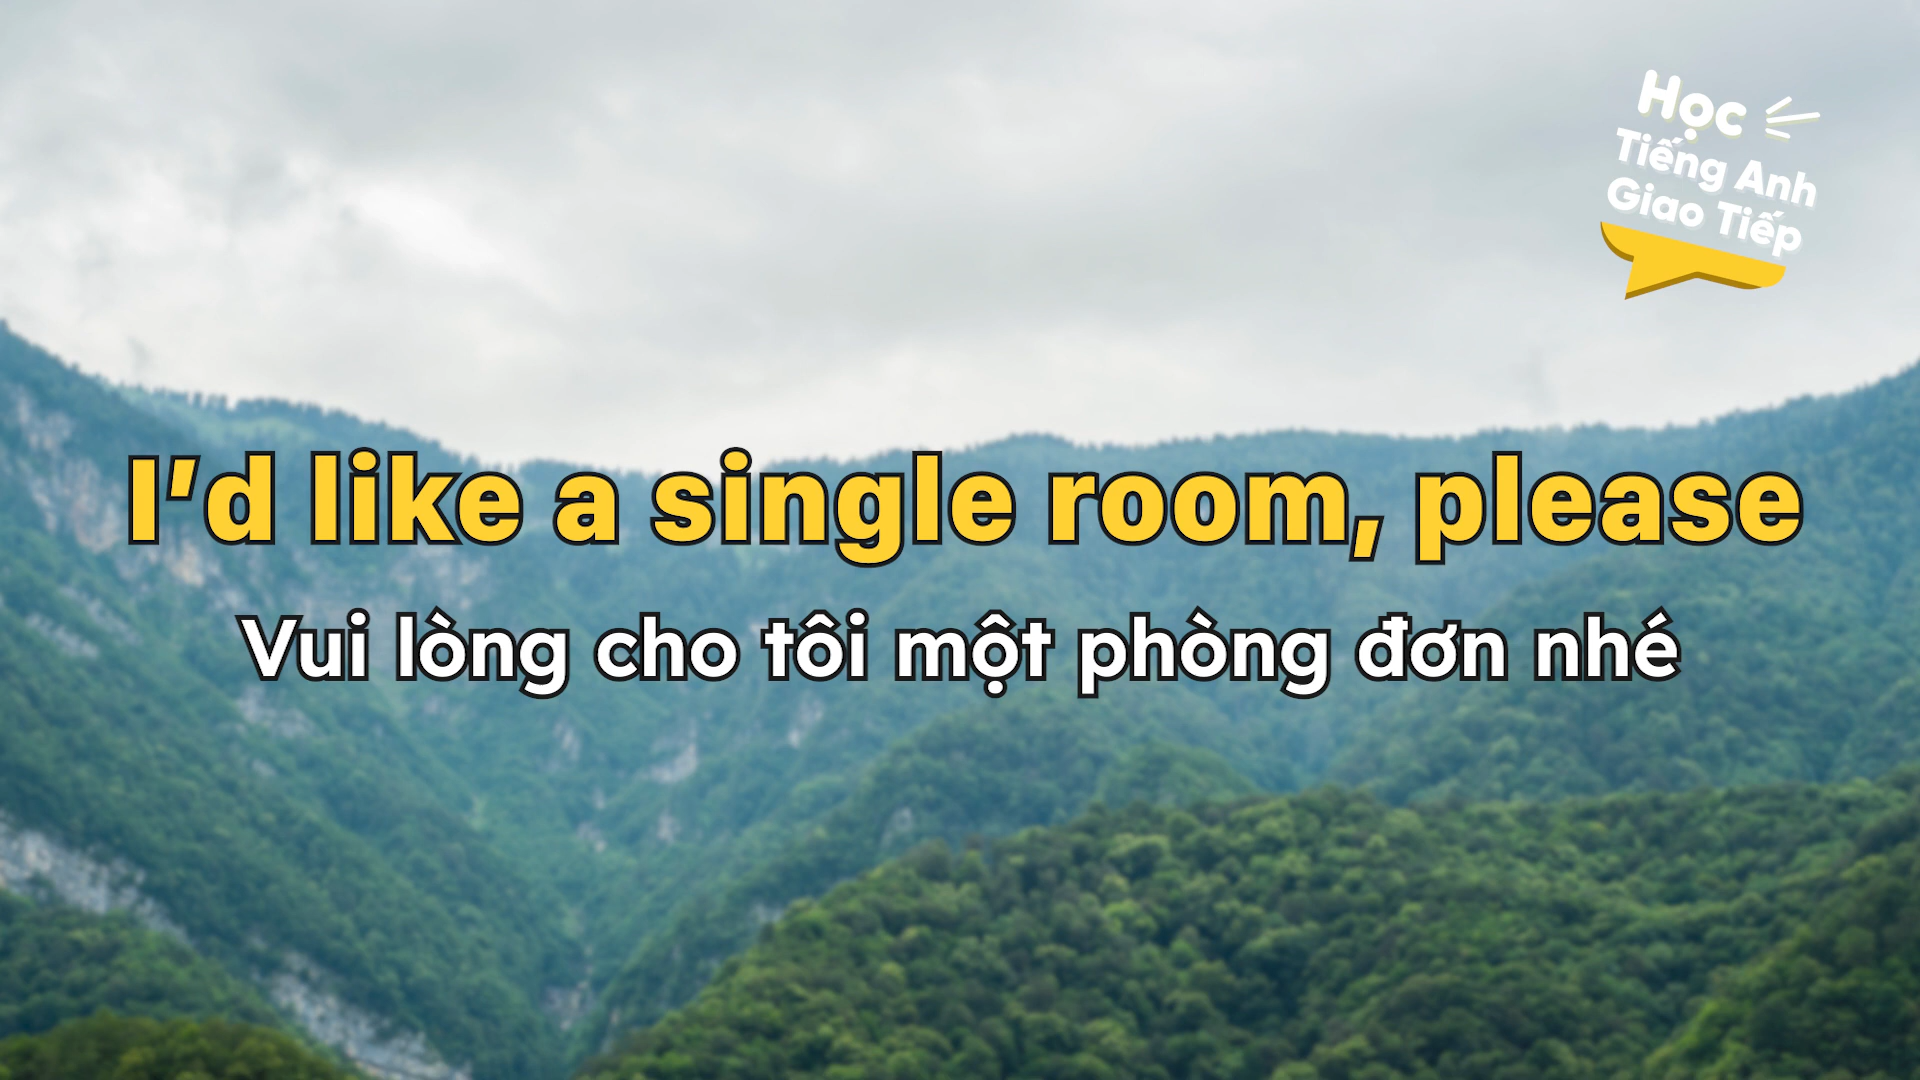 Học
Tiếng Anh
Giao Tiếp
I’d like a single room, please
Vui lòng cho tôi một phòng đơn nhé